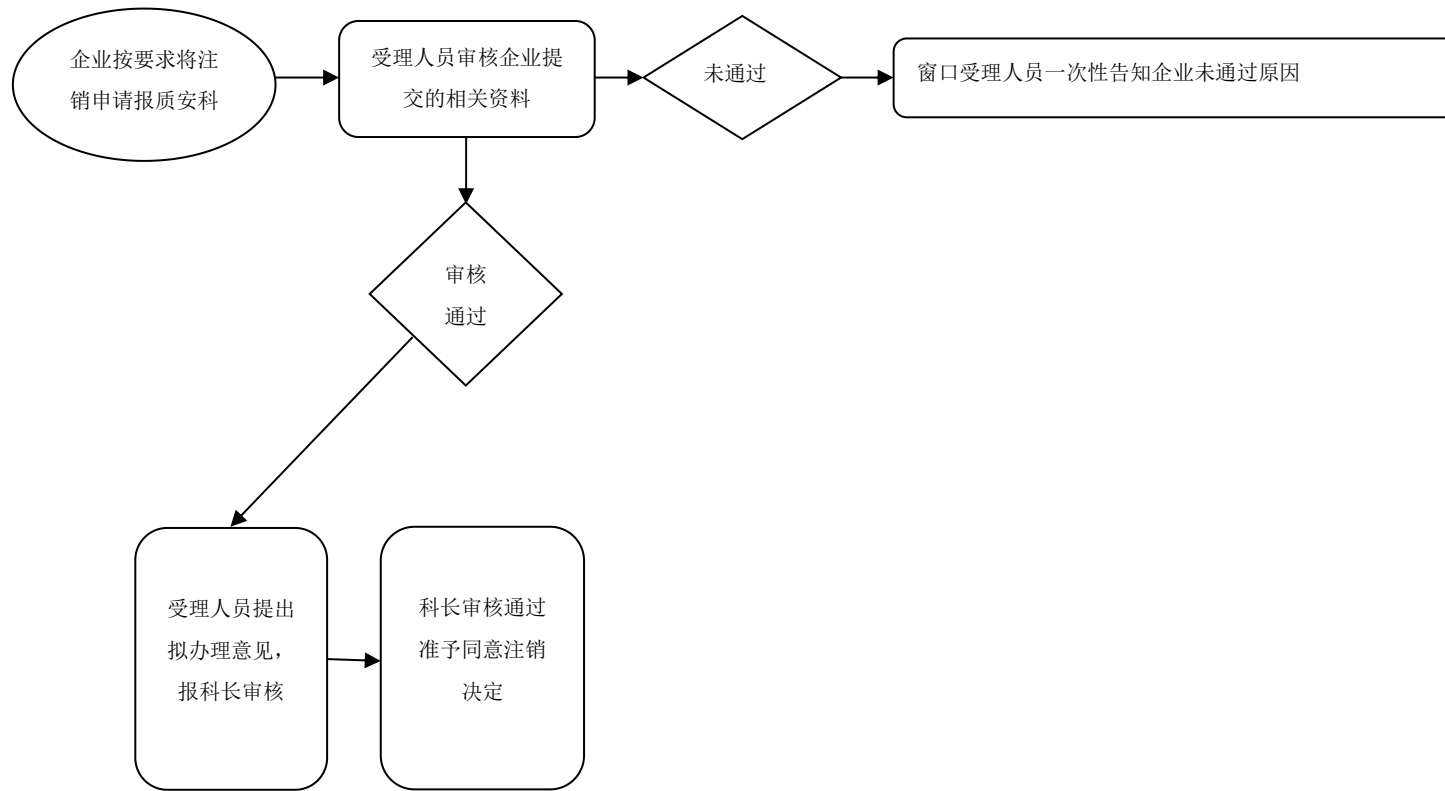 企业按要求将注
销申请报质安科
受理人员审核企业提
交的相关资料
未通过
窗口受理人员一次性告知企业未通过原因
审核
通过
受理人员提出
拟办理意见，
报科长审核
科长审核通过
准予同意注销
决定